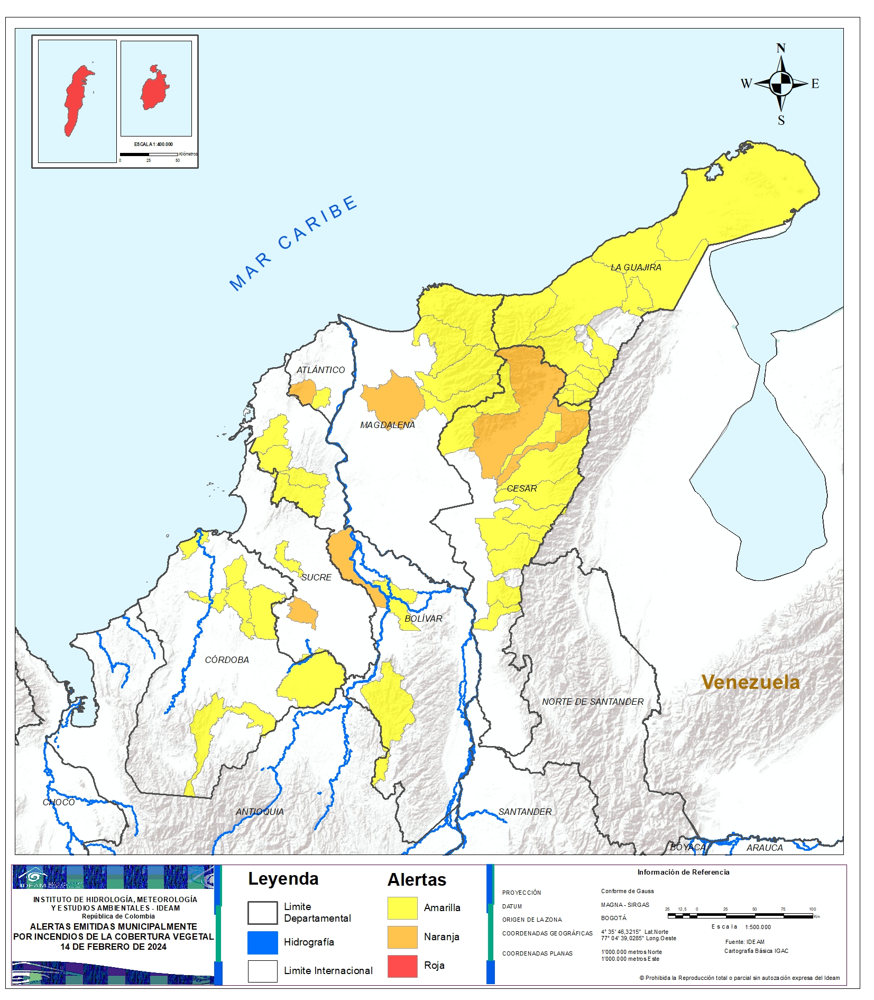 N
W
E
S
ESCALA 1:400.000
Kilómetros
0 25 50
MAR CARIBE
LA GUAJIRA
ATLÁNTICO
MAGDALENA
CESAR
SUCRE
BOLÍVAR
CÓRDOBA
Venezuela
NORTE DE SANTANDER
CHOCO
ANTIOQUIA
SANTANDER
BOYACÁ
ARAUCA
IDEAM
INSTITUTO DE HIDROLOGÍA, METEOROLOGÍA
Y ESTUDIOS AMBIENTALES - IDEAM
República de Colombia
ALERTAS EMITIDAS MUNICIPALMENTE
POR INCENDIOS DE LA COBERTURA VEGETAL
14 DE FEBRERO DE 2024
Leyenda
Limite
Departamental
Hidrografía
Limite Internacional
Alertas
Amarilla
Naranja
Roja
Información de Referencia
PROYECCIÓN Conforme de Gauss
DATUM MAGNA - SIRGAS
ORIGEN DE LA ZONA BOGOTÁ
COORDENADAS GEOGRÁFICAS 4° 35' 46,3215" Lat.Norte
77° 04' 39,0285" Long.Oeste
COORDENADAS PLANAS 1'000.000 metros Norte
1'000.000 metros Este
25 12,5 0 25 50 75 100
Km
Escala 1:500.000
Fuente: IDEAM
Cartografía Básica IGAC
© Prohibida la Reproducción total o parcial sin autozación expresa del Ideam